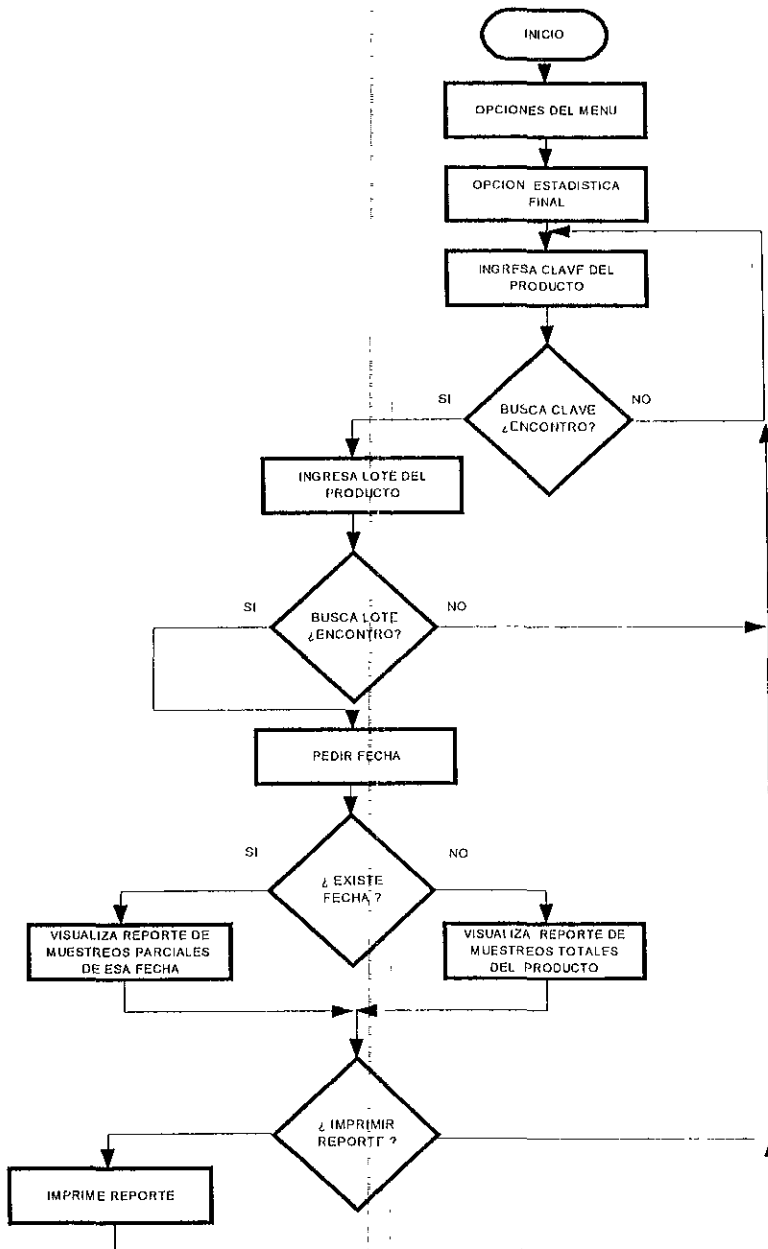 INICIO
OPCIONES DEL MENU
OPCION ESTADISTICA
FINAL
INGRESA CLAVE DEL
PRODUCTO
SI
NO
BUSCA CLAVE
¿ENCONTRO?
INGRESA LOTE DEL
PRODUCTO
SI
NO
BUSCA LOTE
¿ENCONTRO?
PEDIR FECHA
SI
NO
¿ EXISTE
FECHA ?
VISUALIZA REPORTE DE
MUESTREOS PARCIALES
DE ESA FECHA
VISUALIZA REPORTE DE
MUESTREOS TOTALES
DEL PRODUCTO
¿ IMPRIMIR
REPORTE ?
IMPRIME REPORTE